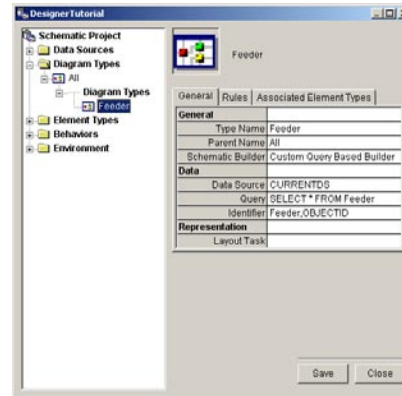 DesignerTutorial
Schematic Project
Data Sources
Diagram Types
All
Diagram Types
Feeder
Element Types
Behaviors
Environment
Feeder
General Rules Associated Element Types
General
Type Name Feeder
Parent Name All
Schematic Builder Custom Query Based Builder
Data
Data Source CURRENTDS
Query SELECT * FROM Feeder
Identifier Feeder,OBJECTID
Representation
Layout Task
Save Close